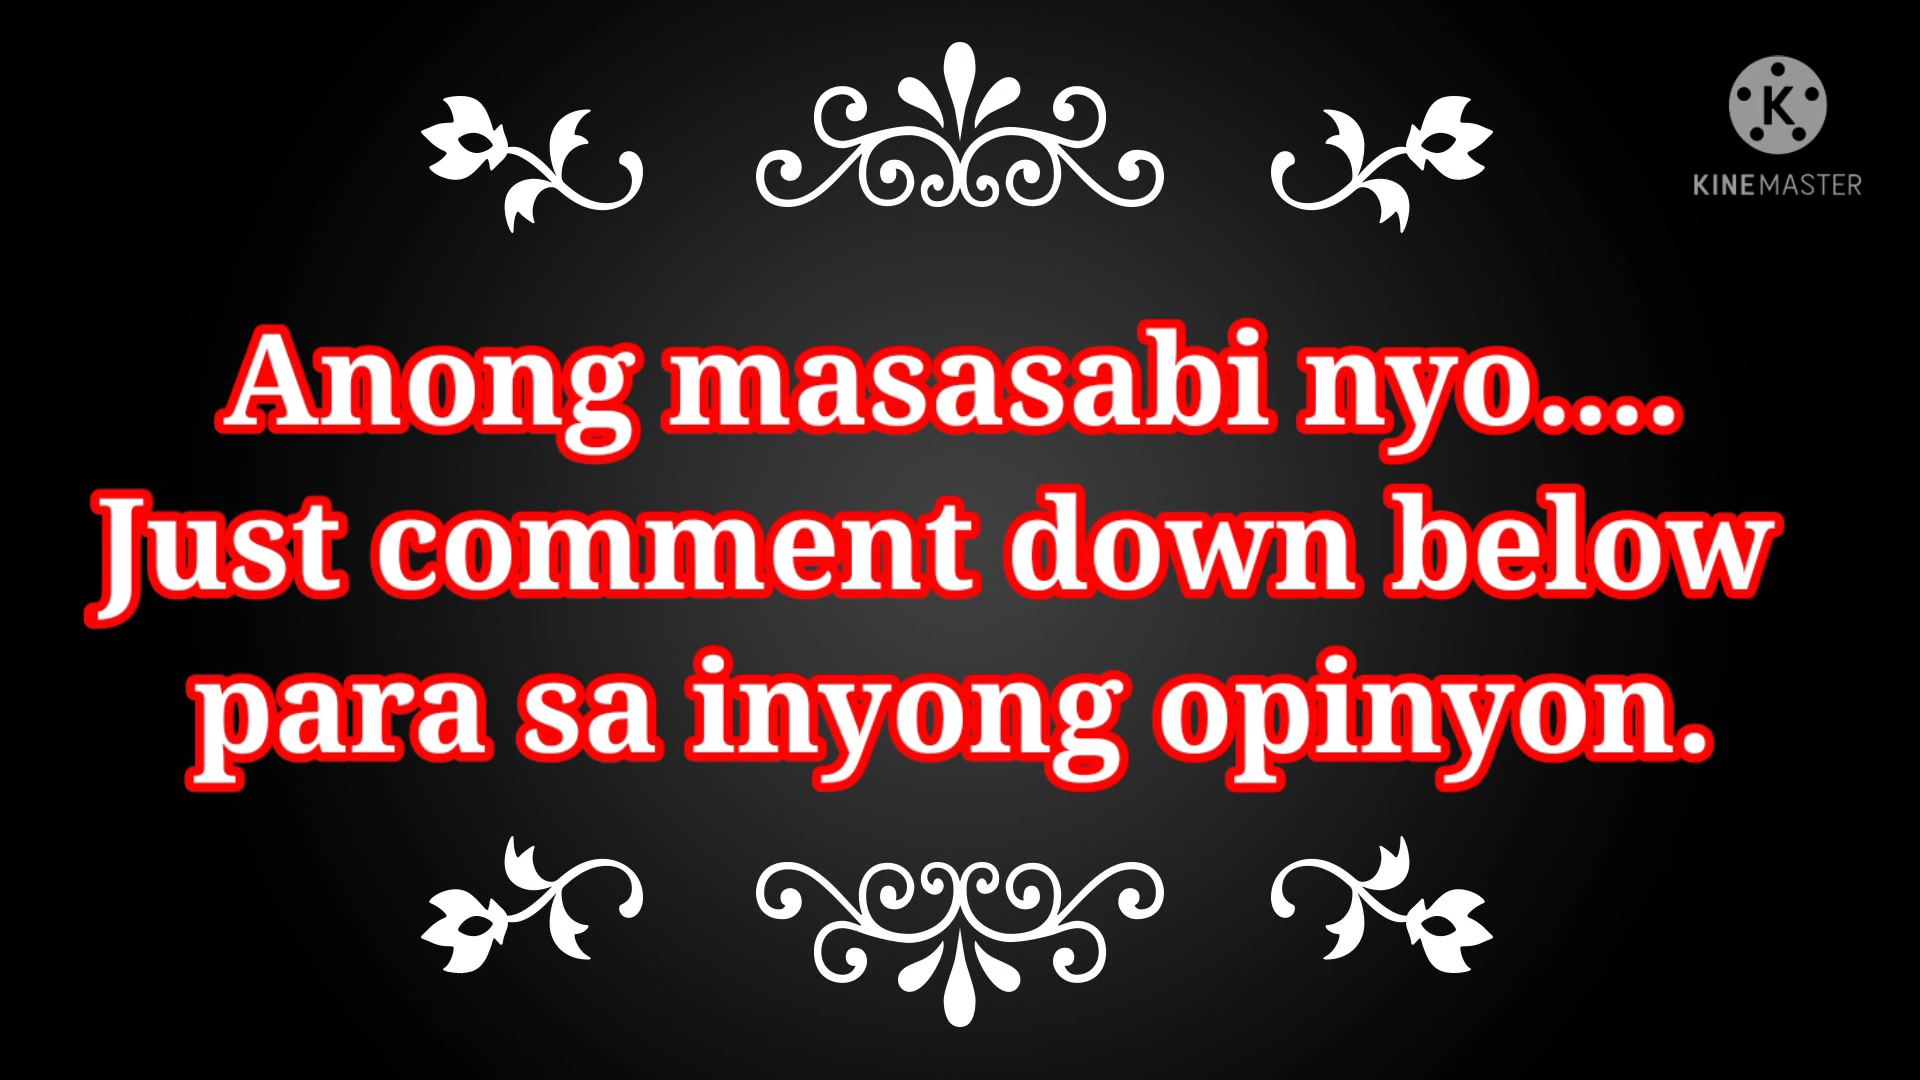 K
KINEMASTER
Anong masasabi nyo....
Just comment down below
para sa inyong opinyon.